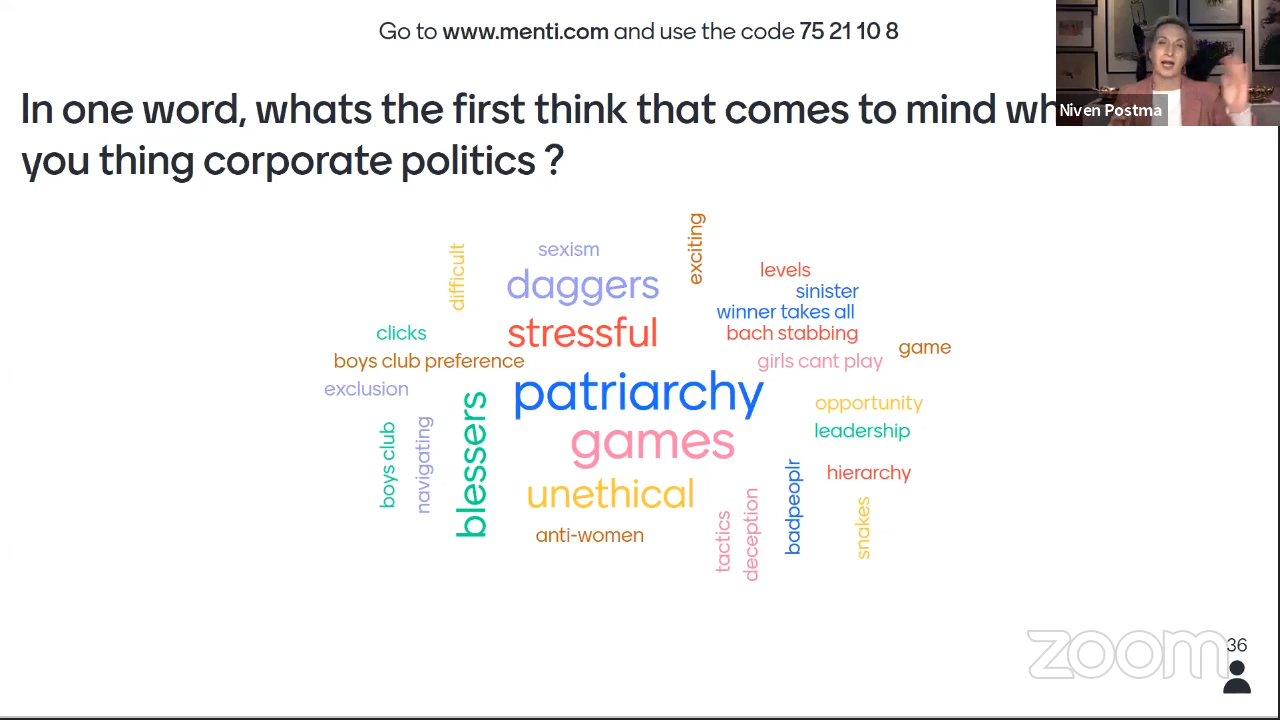 Go to www.menti.com and use the code 75 21 10 8
Niven Postma
In one word, whats the first think that comes to mind wh
you thing corporate politics ?
exciting
difficult
sexism
levels
daggers
sinister
winner takes all
clicks
stressful
bach stabbing
game
boys club preference
girls cant play
exclusion
patriarchy
opportunity
blessers
leadership
boys club
navigating
games
hierarchy
badpeoplr
unethical
snakes
anti-women
tactics
deception
zoom
36